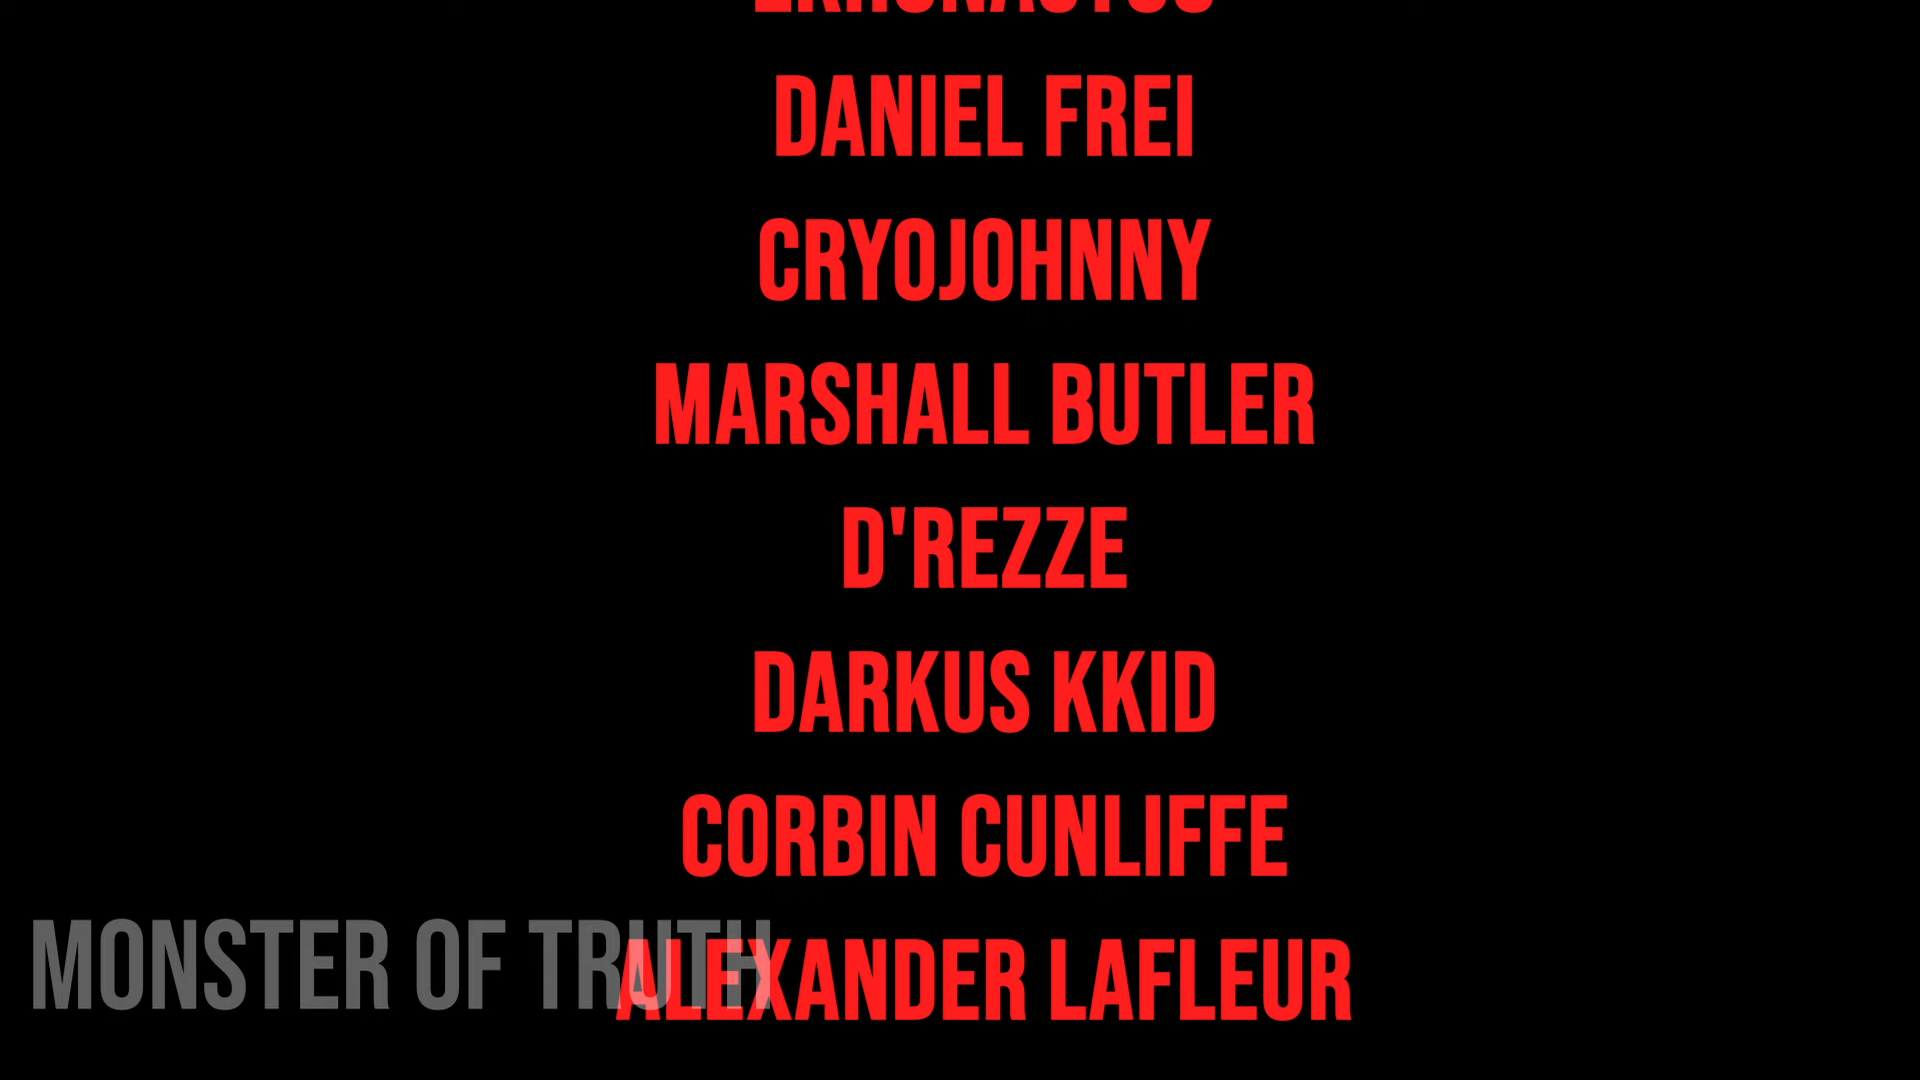 DANIEL FREI
CRYOJOHNNY
MARSHALL BUTLER
D'REZZE
DARKUS KKID
CORBIN CUNLIFFE
MONSTER OF TRUTH
ALEXANDER LAFLEUR